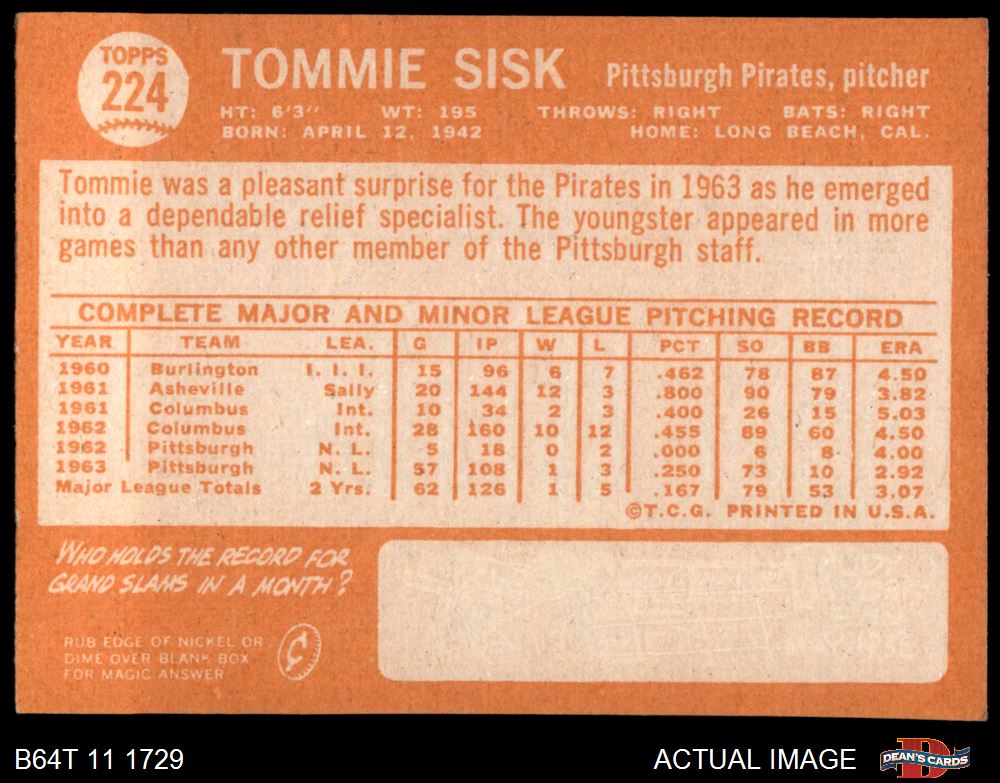 TOPPS
224
TOMMIE SISK Pittsburgh Pirates, pitcher
HT: 6'3" WT: 195 THROWS: RIGHT BATS: RIGHT
BORN: APRIL 12, 1942 HOME: LONG BEACH, CAL.
Tommie was a pleasant surprise for the Pirates in 1963 as he emerged
into a dependable relief specialist. The youngster appeared in more
games than any other member of the Pittsburgh staff.
COMPLETE MAJOR AND MINOR LEAGUE PITCHING RECORD
YEAR TEAM LEA. G IP W L PCT SO BB ERA
1960 Burlington I. I. I. 15 96 6 7 .462 78 87 4.50
1961 Asheville Sally 20 144 12 3 .800 90 79 3.82
1961 Columbus Int. 10 34 2 3 .400 26 15 5.03
1962 Columbus Int. 28 160 10 12 .455 89 60 4.50
1962 Pittsburgh N. L. 5 18 0 2 .000 6 8 4.00
1963 Pittsburgh N. L. 57 108 1 3 .250 73 10 2.92
Major League Totals 2 Yrs. 62 126 1 5 .167 79 53 3.07
©T.C.G. PRINTED IN U.S.A.
WHO HOLDS THE RECORD FOR
GRAND SLAMS IN A MONTH?
RUB EDGE OF NICKEL OR
DIME OVER BLANK BOX
FOR MAGIC ANSWER
¢
B64T 11 1729 ACTUAL IMAGE DEAN'S CARDS